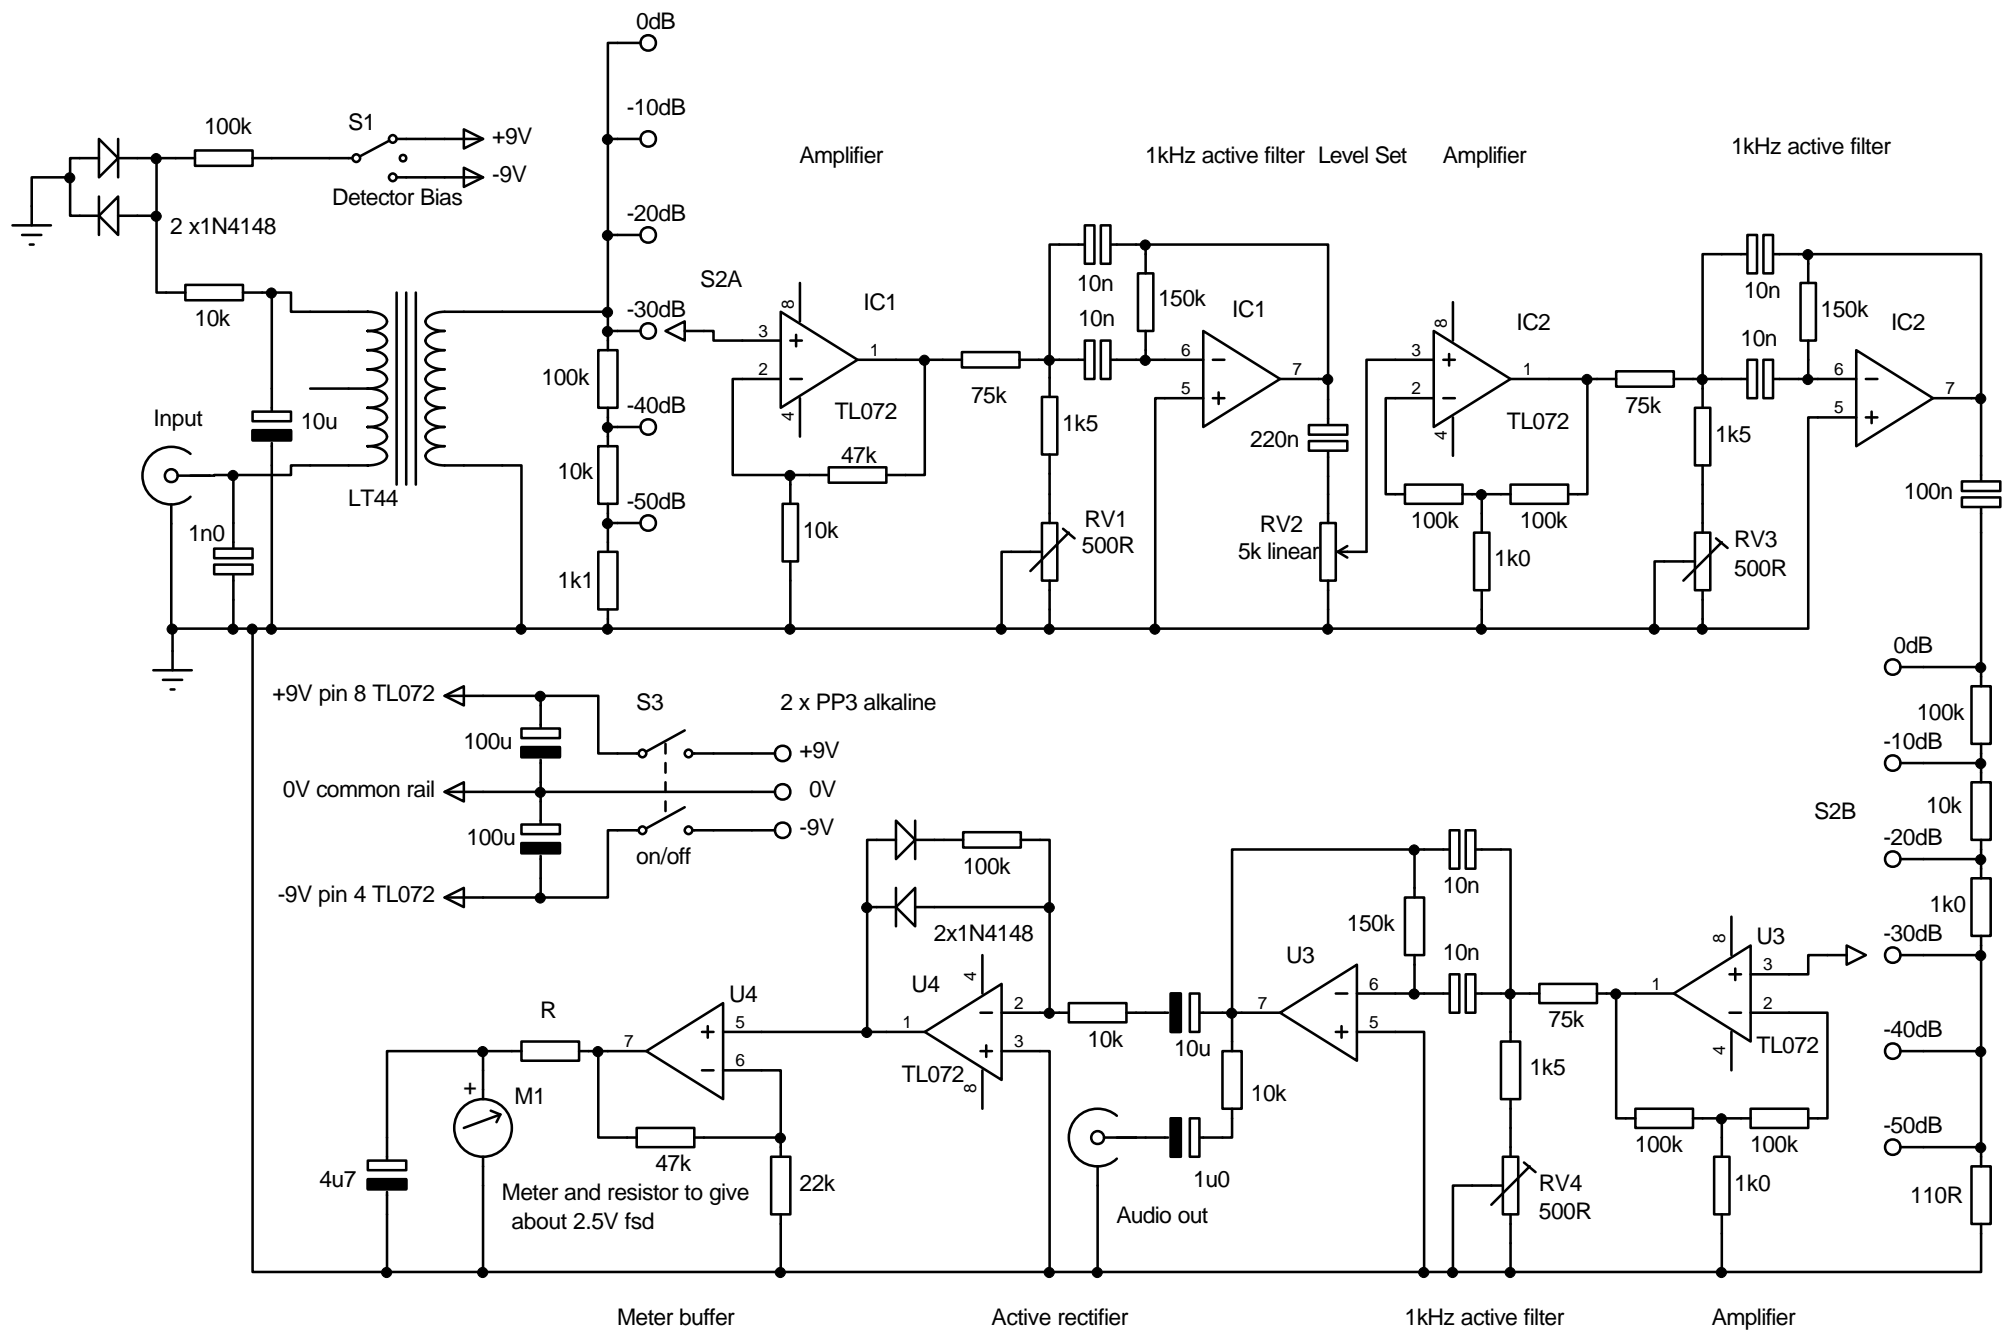 0dB
-10dB
100k
S1
+9V
-9V
Detector Bias
2 x1N4148
-20dB
Amplifier
1kHz active filter
Level Set
Amplifier
1kHz active filter
10k
-30dB
S2A
8
IC1
3
2
1
4
TL072
47k
10k
75k
10n
10n
150k
IC1
6
5
7
1k5
220n
RV1
500R
RV2
5k linear
8
IC2
3
2
1
4
TL072
100k
100k
1k0
75k
10n
10n
150k
IC2
6
5
7
1k5
RV3
500R
100n
Input
10u
1n0
LT44
100k
-40dB
10k
-50dB
1k1
+9V pin 8 TL072
100u
S3
2 x PP3 alkaline
+9V
0V common rail
0V
100u
-9V
on/off
-9V pin 4 TL072
0dB
100k
-10dB
10k
S2B
-20dB
1k0
-30dB
-40dB
-50dB
110R
100k
2x1N4148
U4
4
2
1
3
TL072
8
R
U4
7
5
6
M1
+
4u7
47k
22k
Meter and resistor to give
about 2.5V fsd
10k
10u
10k
1u0
Audio out
U3
7
6
5
150k
10n
10n
75k
1k5
RV4
500R
8
U3
3
1
2
4
TL072
100k
100k
1k0
Meter buffer
Active rectifier
1kHz active filter
Amplifier